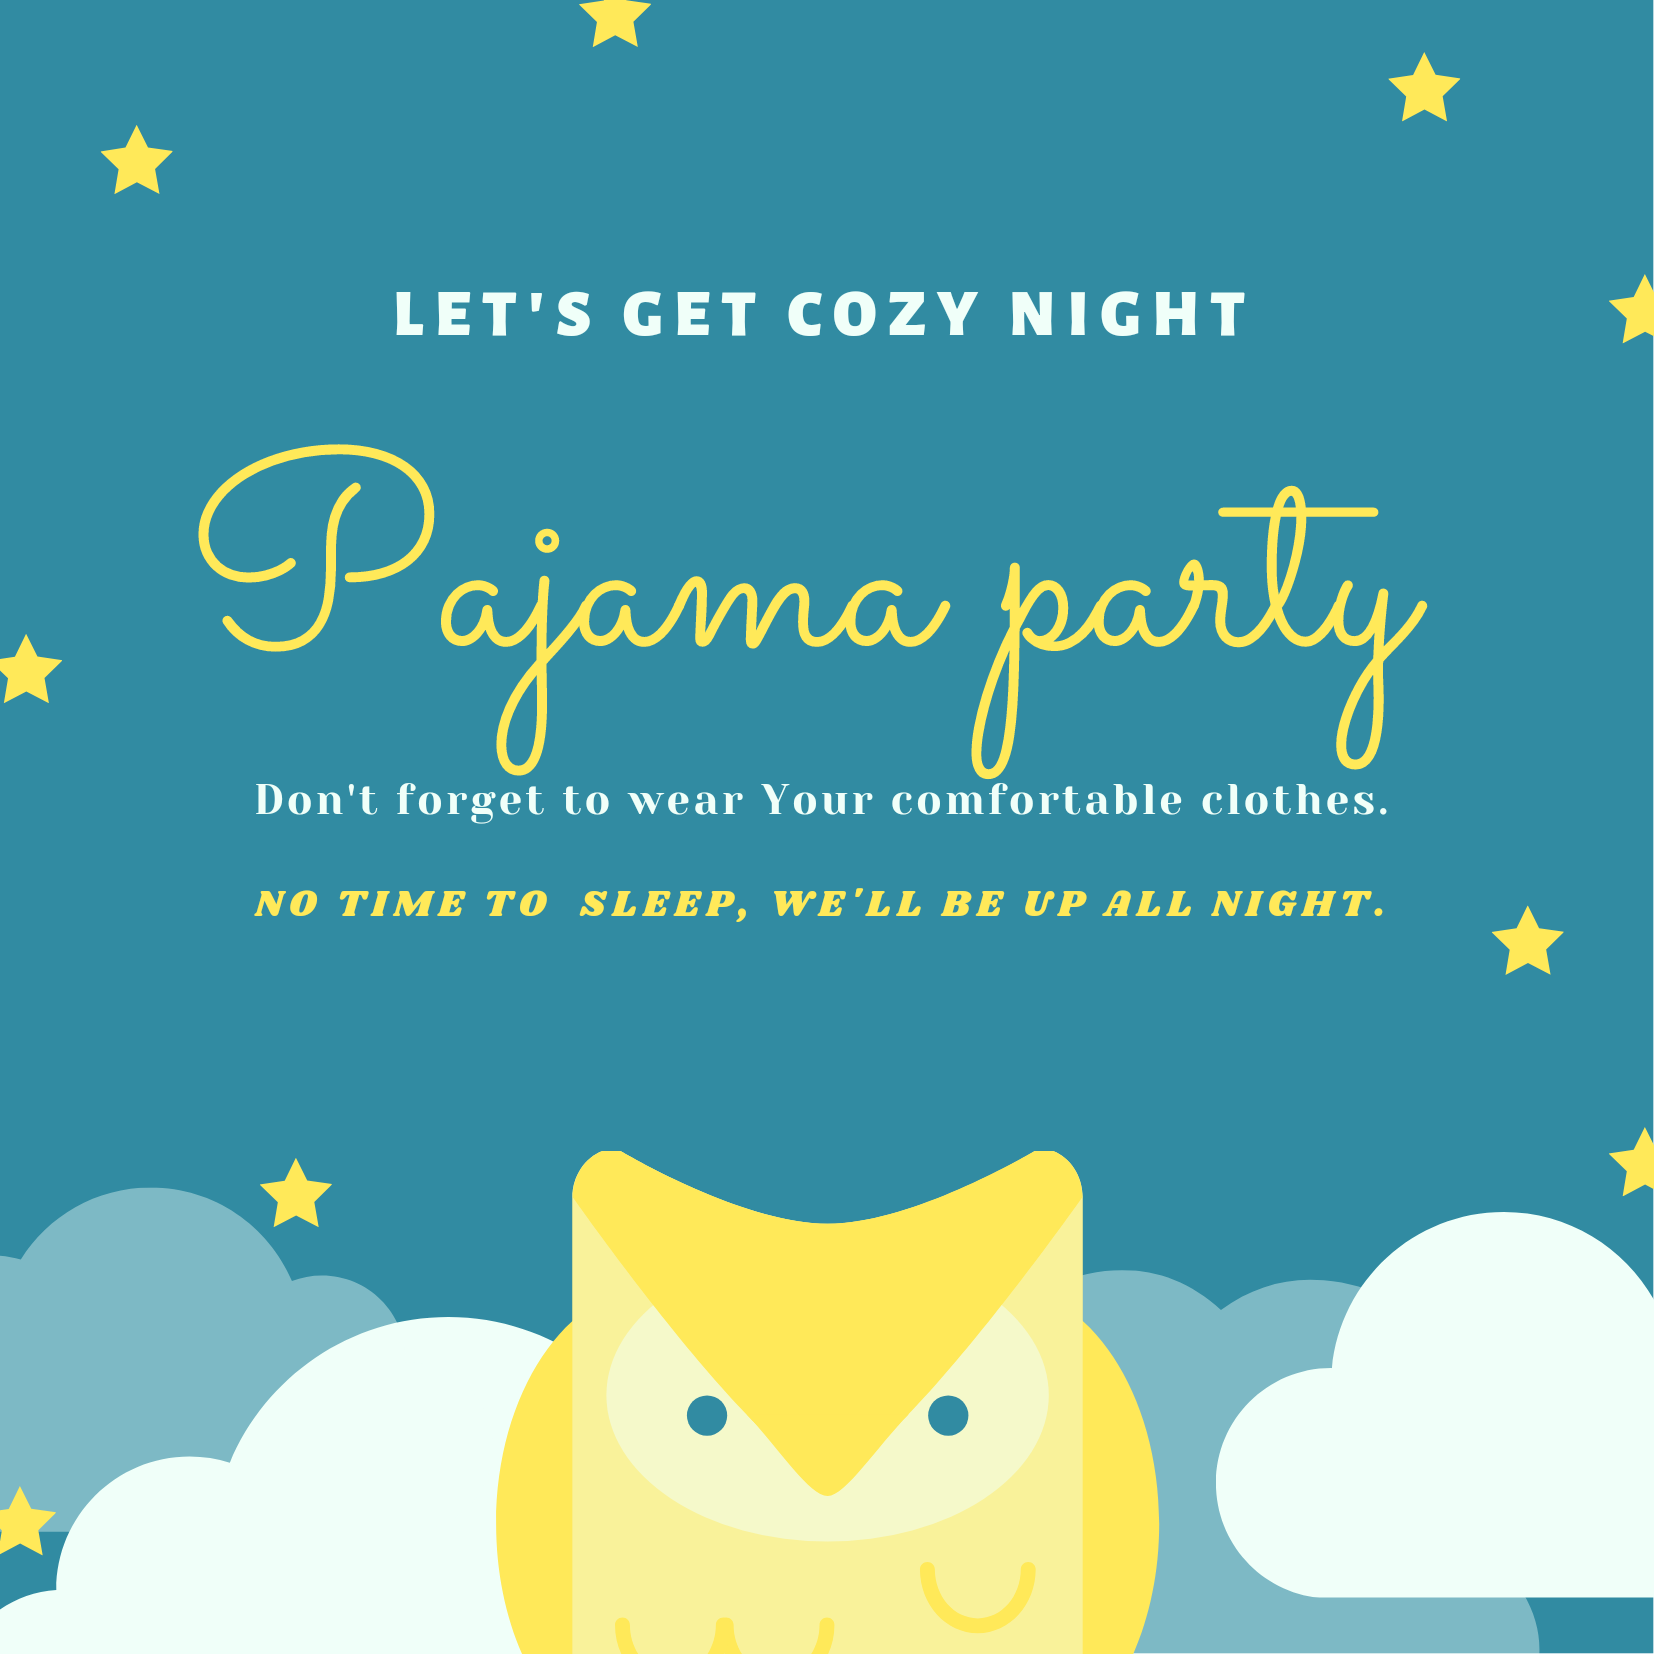 LET'S GET COZY NIGHT
Pajama party
Don't forget to wear Your comfortable clothes.
NO TIME TO SLEEP, WE'LL BE UP ALL NIGHT.